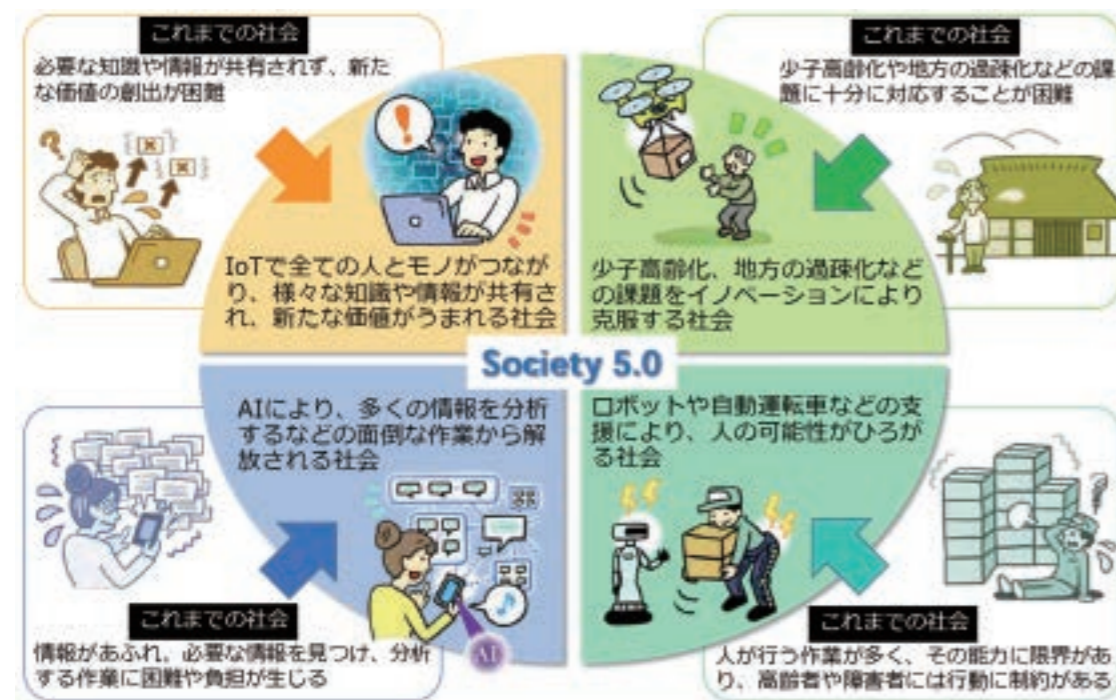 これまでの社会
必要な知識や情報が共有されず、新た
な価値の創出が困難
これまでの社会
少子高齢化や地方の過疎化などの課
題に十分に対応することが困難
IoTで全ての人とモノがつなが
り、様々な知識や情報が共有さ
れ、新たな価値がうまれる社会
少子高齢化、地方の過疎化など
の課題をイノベーションにより
克服する社会
Society 5.0
AIにより、多くの情報を分析
するなどの面倒な作業から解
放される社会
ロボットや自動運転車などの支
援により、人の可能性がひろが
る社会
AI
これまでの社会
情報があふれ、必要な情報を見つけ、分析
する作業に困難や負担が生じる
これまでの社会
人が行う作業が多く、その能力に限界があ
り、高齢者や障害者には行動に制約がある